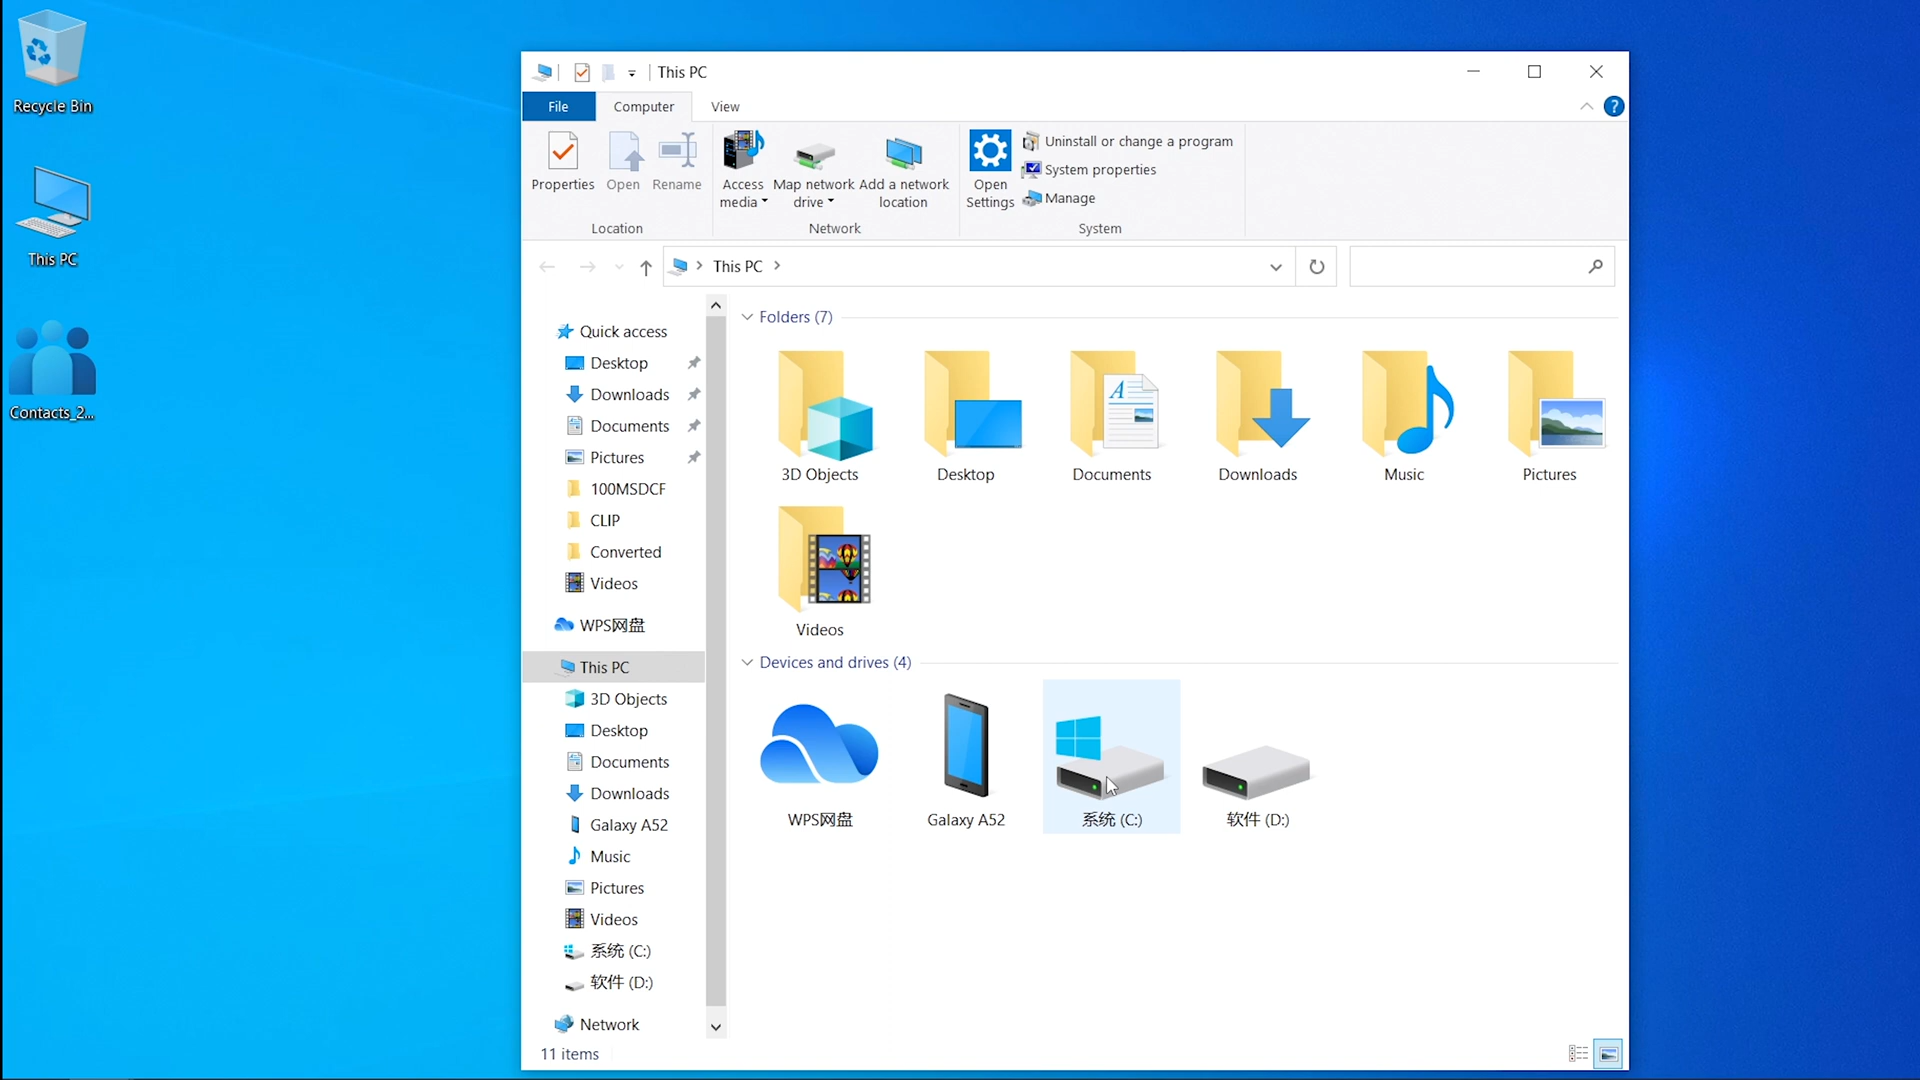 Recycle Bin
This PC
Contacts_2...
This PC
File
Computer
View
Properties
Open
Rename
Access media
Map network drive
Add a network location
Open Settings
Uninstall or change a program
System properties
Manage
Location
Network
System
This PC
Quick access
Desktop
Downloads
Documents
Pictures
100MSDCF
CLIP
Converted
Videos
WPS网盘
This PC
3D Objects
Desktop
Documents
Downloads
Galaxy A52
Music
Pictures
Videos
系统 (C:)
软件 (D:)
Network
Folders (7)
3D Objects
Desktop
Documents
Downloads
Music
Pictures
Videos
Devices and drives (4)
WPS网盘
Galaxy A52
系统 (C:)
软件 (D:)
11 items